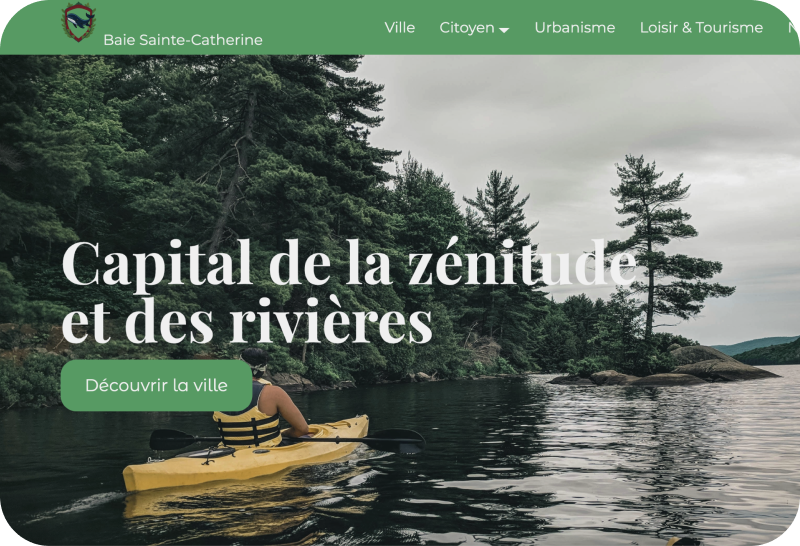 Baie Sainte-Catherine
Ville Citoyen Urbanisme Loisir & Tourisme
Capital de la zénitude
et des rivières
Découvrir la ville